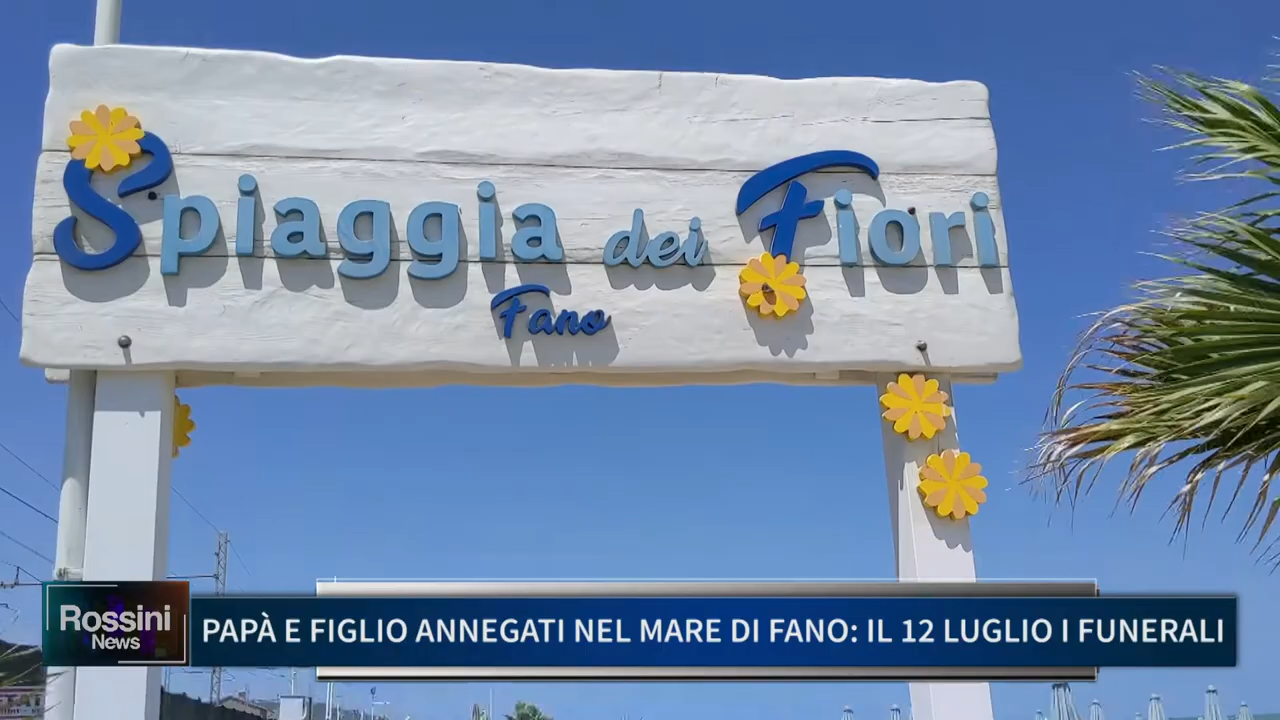 Spiaggia dei Fiori
Fano
Rossini
News
PAPÀ E FIGLIO ANNEGATI NEL MARE DI FANO: IL 12 LUGLIO I FUNERALI